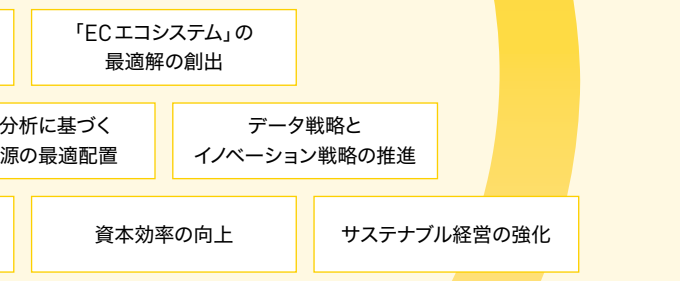 「ECエコシステム」の
最適解の創出
分析に基づく
源の最適配置
データ戦略と
イノベーション戦略の推進
資本効率の向上
サステナブル経営の強化